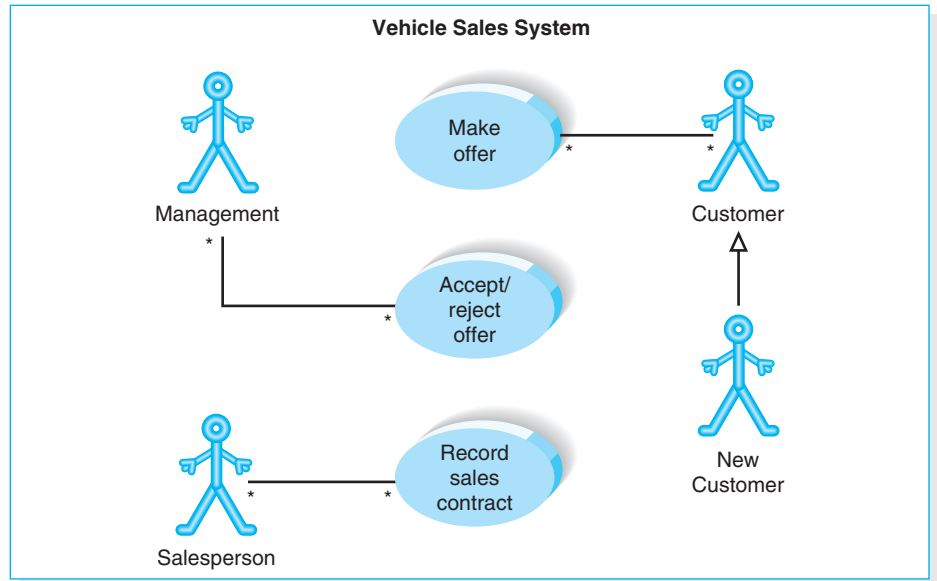 Vehicle Sales System
Make
offer
*
*
Management
Customer
*
Accept/
reject
offer
*
Record
sales
contract
*
*
New
Customer
Salesperson